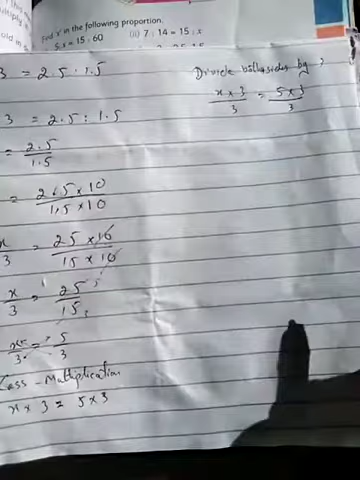 Find 'x' in the following proportion.
5: x = 15 : 60 (ii) 7 : 14 = 15 : x
3 = 2.5 : 1.5
3 = 2.5 : 1.5
= 2.5 / 1.5
= 2.5 x 10 / 1.5 x 10
x / 3 = 25 x 10 / 15 x 10
x / 3 = 25 / 15
x / 3 = 5 / 3
Cross - Multiplication
x x 3 = 5 x 3
Divide both sides by 3
x x 3 / 3 = 5 x 3 / 3